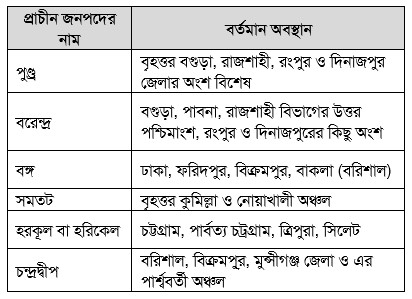 প্রাচীন জনপদের
নাম
বর্তমান অবস্থান
পুণ্ড্র
বৃহত্তর বগুড়া, রাজশাহী, রংপুর ও দিনাজপুর
জেলার অংশ বিশেষ
বরেন্দ্র
বগুড়া, পাবনা, রাজশাহী বিভাগের উত্তর
পশ্চিমাংশ, রংপুর ও দিনাজপুরের কিছু অংশ
বঙ্গ
ঢাকা, ফরিদপুর, বিক্রমপুর, বাকলা (বরিশাল)
সমতট
বৃহত্তর কুমিল্লা ও নোয়াখালী অঞ্চল
হরকূল বা হরিকেল
চট্টগ্রাম, পার্বত্য চট্রগ্রাম, ত্রিপুরা, সিলেট
চন্দ্রদ্বীপ
বরিশাল, বিক্রমপুর, মুন্সীগঞ্জ জেলা ও এর
পার্শ্ববর্তী অঞ্চল